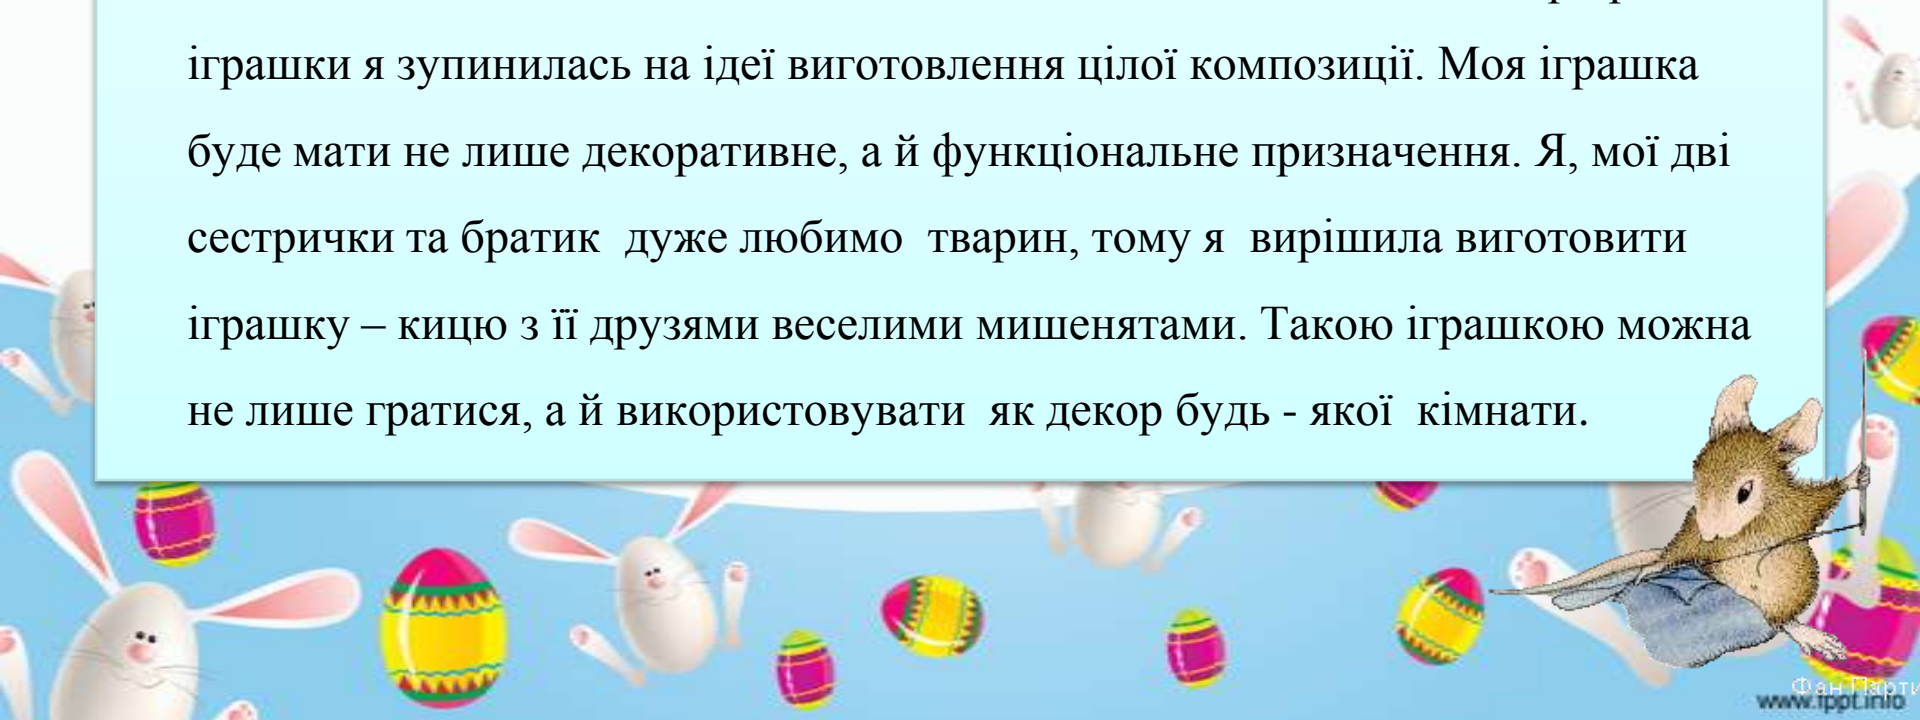 іграшки я зупинилась на ідеї виготовлення цілої композиції. Моя іграшка
буде мати не лише декоративне, а й функціональне призначення. Я, мої дві
сестрички та братик  дуже любимо  тварин, тому я  вирішила виготовити
іграшку – кицю з її друзями веселими мишенятами. Такою іграшкою можна
не лише гратися, а й використовувати  як декор будь - якої  кімнати.
Фан Парти
www.fppt.info